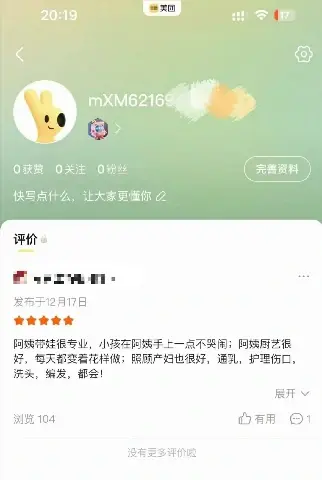 20:19
美团
17
mXM62169
0获赞 0关注 0粉丝
完善资料
快写点什么，让大家更懂你
评价
发布于12月17日
阿姨带娃很专业，小孩在阿姨手上一点不哭闹；阿姨厨艺很
好，每天都变着花样做；照顾产妇也很好，通乳，护理伤口，
洗头，编发，都会！
展开
浏览 104
有用
1
没有更多评价啦